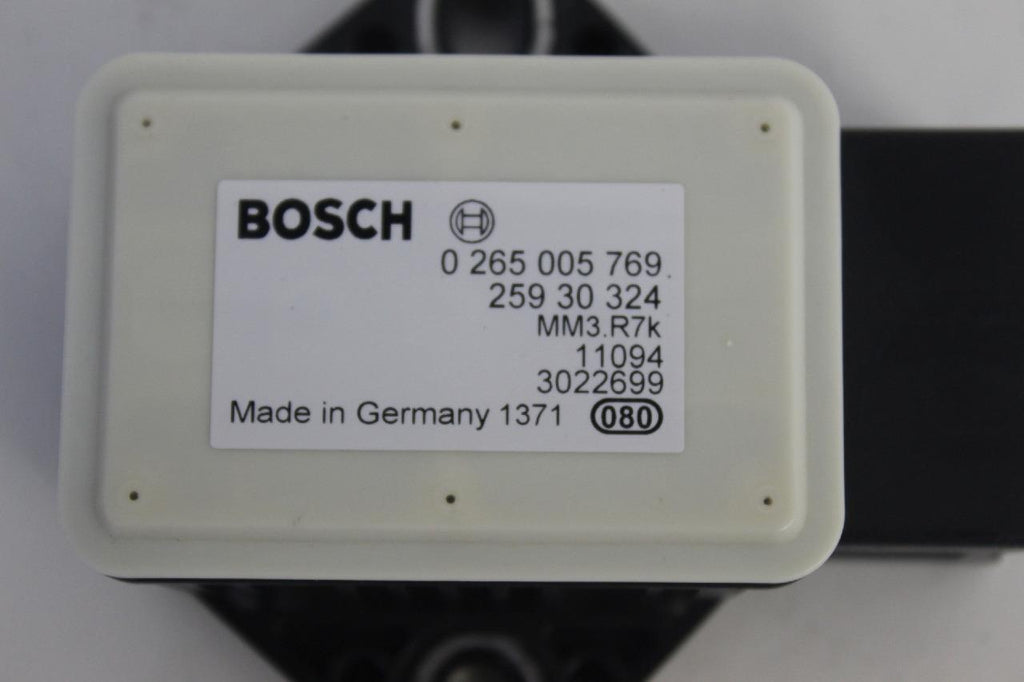 BOSCH
0 265 005 769
259 30 324
MM3.R7k
11094
3022699
Made in Germany 1371 080